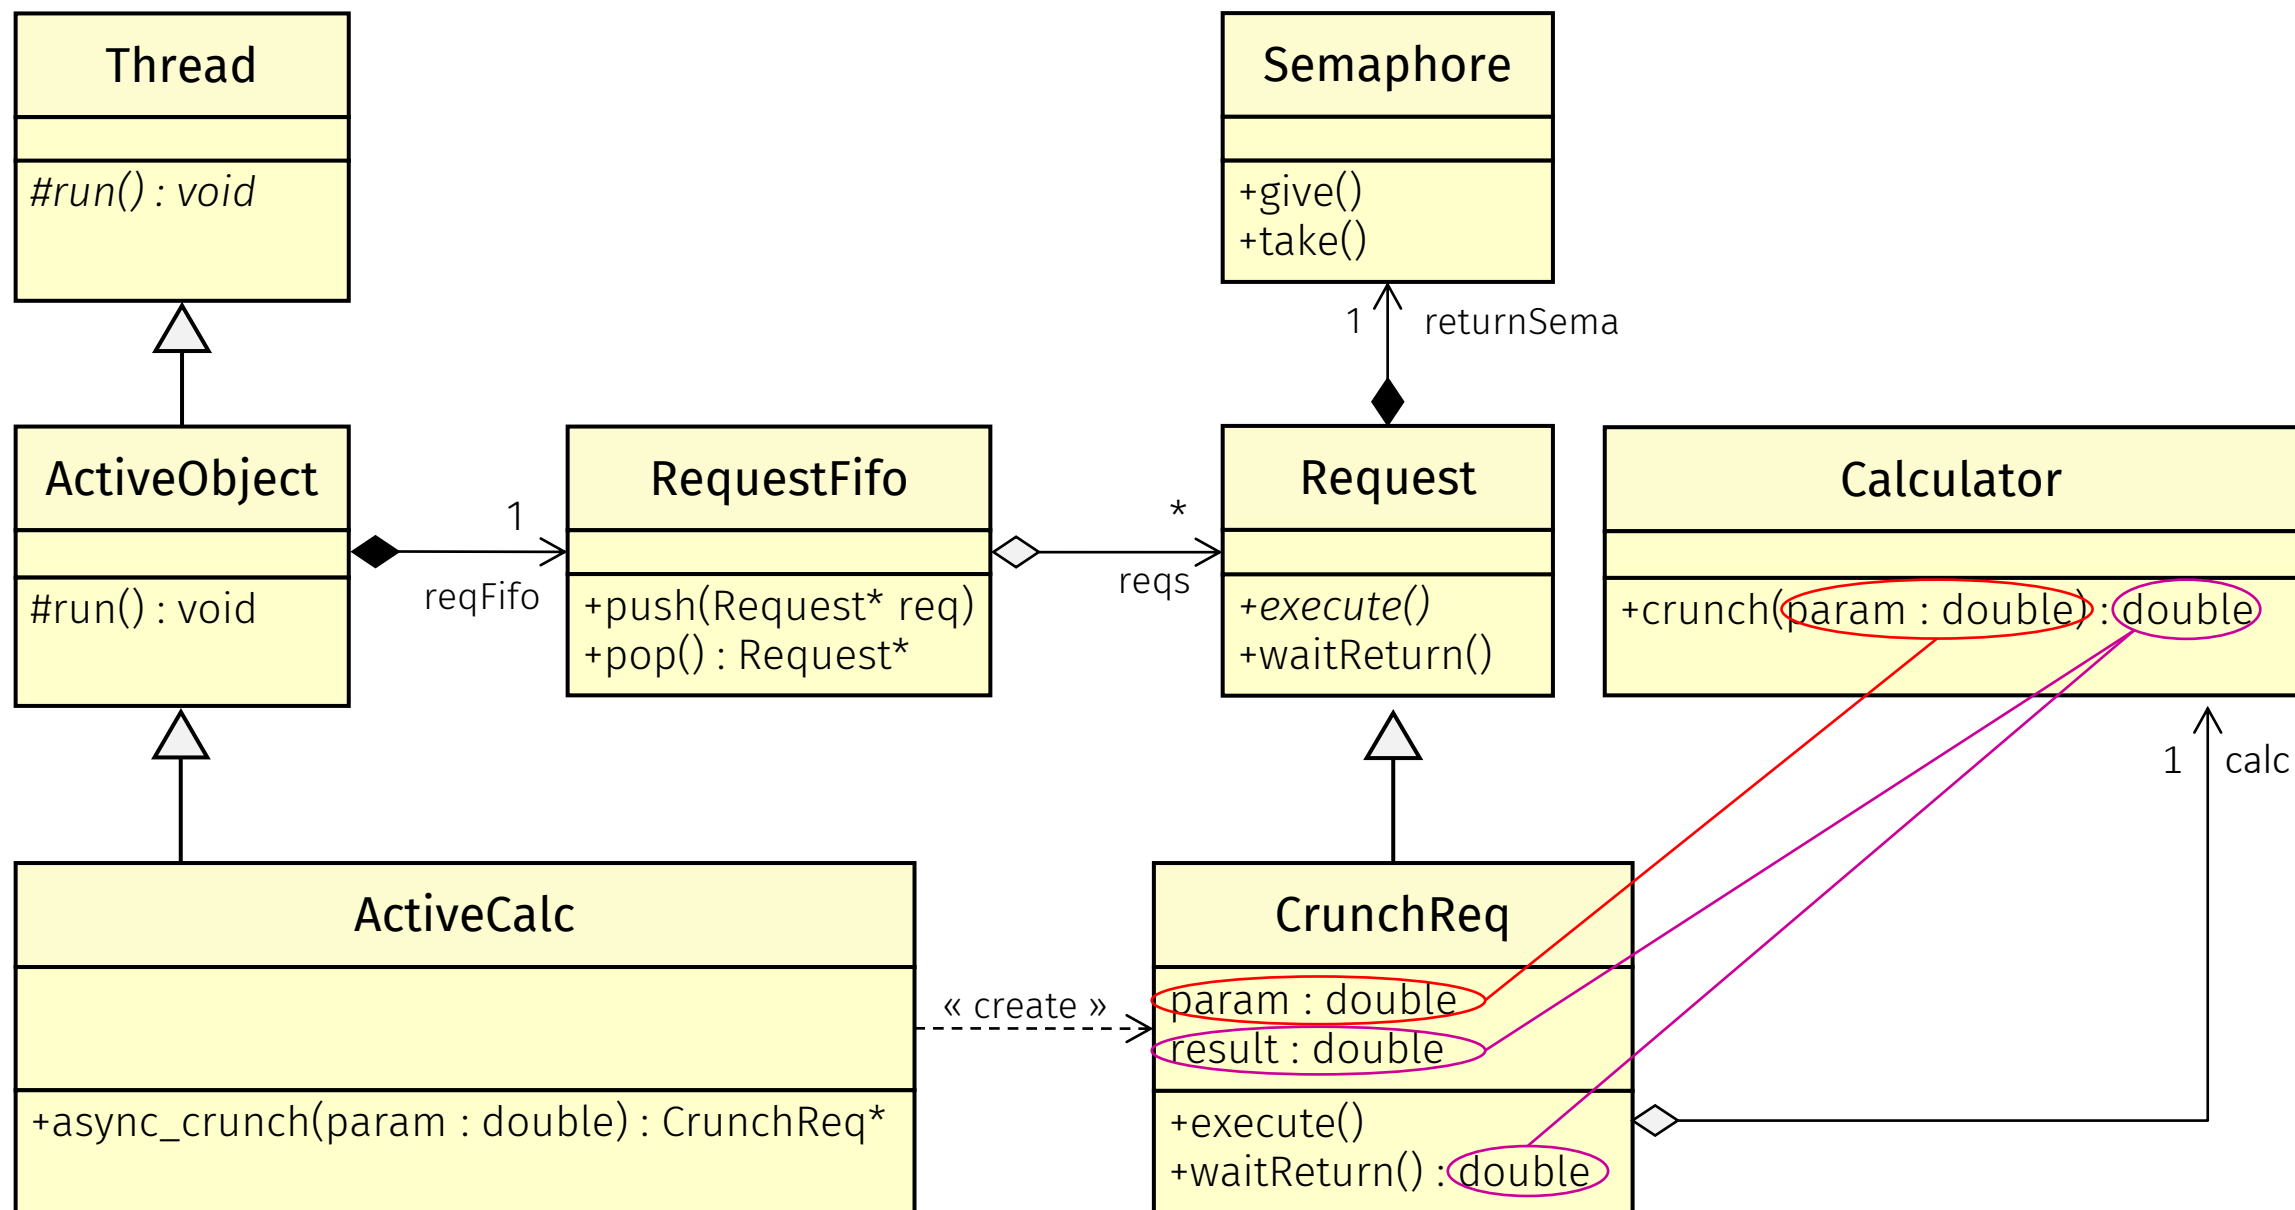 Thread
#run() : void
Semaphore
+give()
+take()
1
returnSema
ActiveObject
#run() : void
1
reqFifo
RequestFifo
+push(Request* req)
+pop() : Request*
*
reqs
Request
+execute()
+waitReturn()
Calculator
+crunch(param : double) : double
1
calc
ActiveCalc
+async_crunch(param : double) : CrunchReq*
« create »
CrunchReq
param : double
result : double
+execute()
+waitReturn() : double